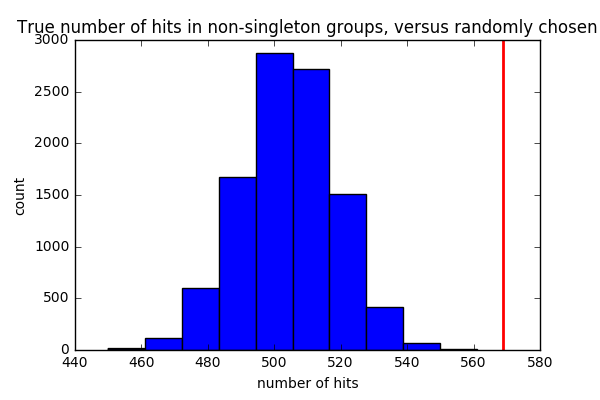 True number of hits in non-singleton groups, versus randomly chosen
3000
2500
2000
1500
1000
500
0
count
440 460 480 500 520 540 560 580
number of hits